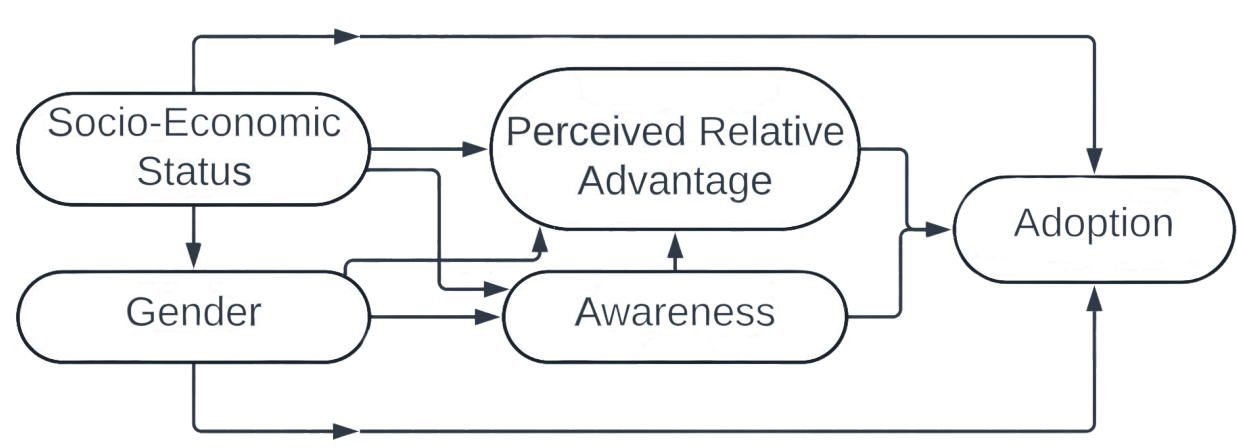 Socio-Economic
Status
Perceived Relative
Advantage
Adoption
Gender
Awareness